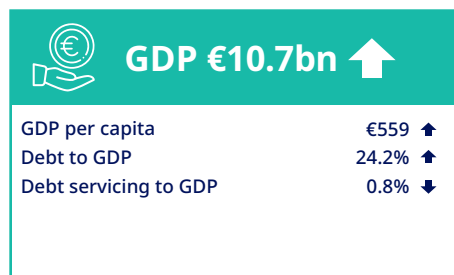 GDP €10.7bn
GDP per capita €559
Debt to GDP 24.2%
Debt servicing to GDP 0.8%